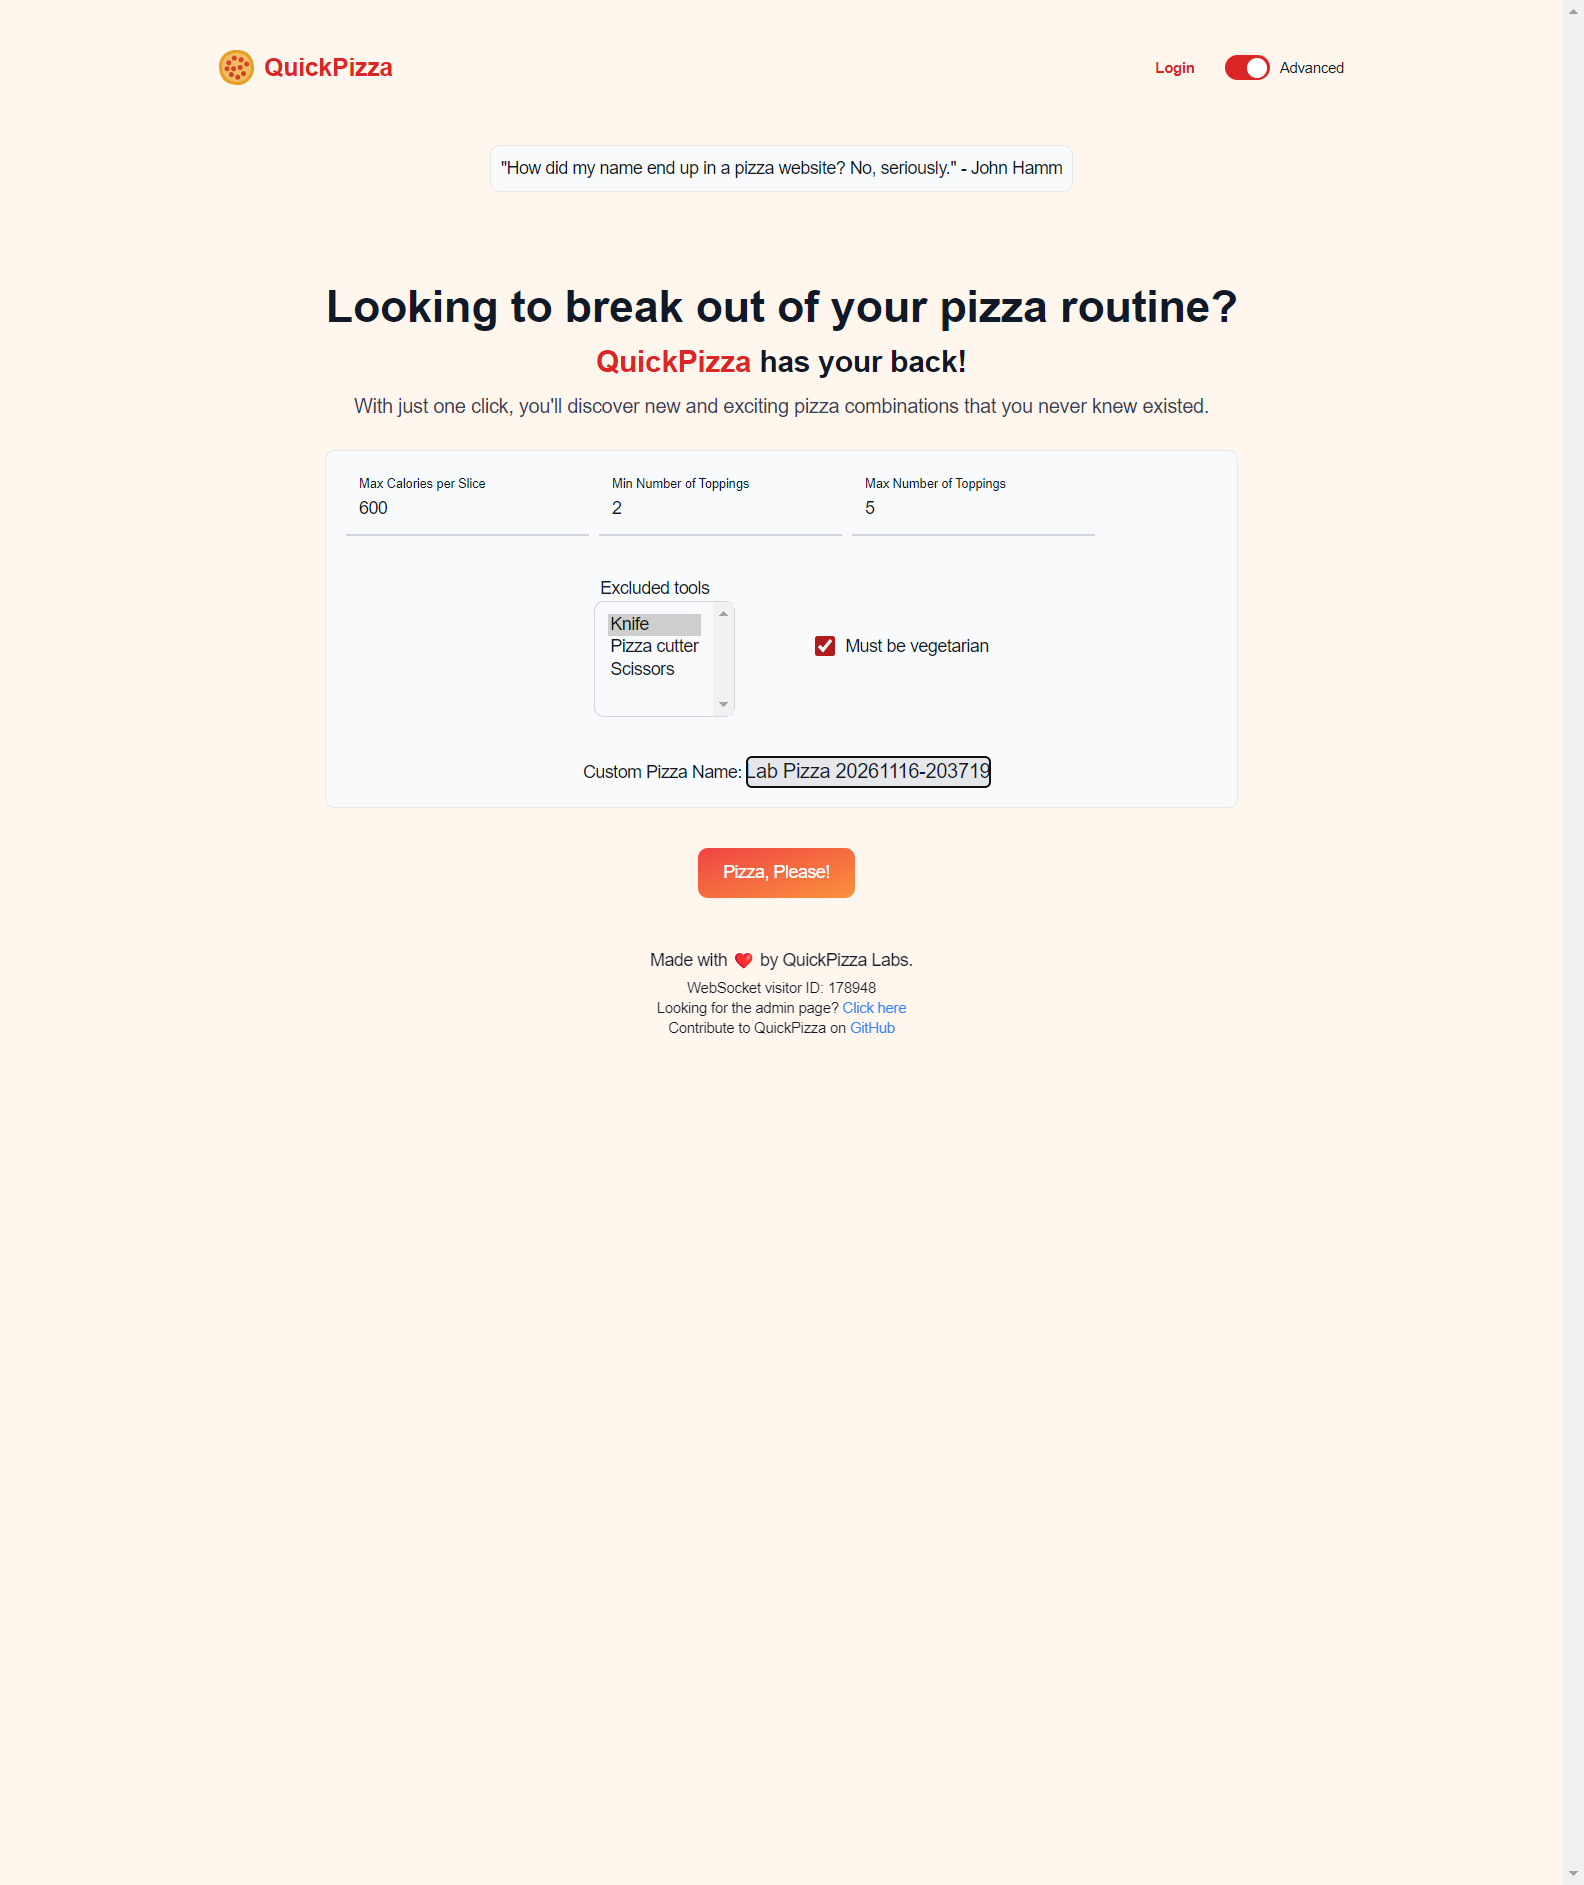 QuickPizza
Login
Advanced
"How did my name end up in a pizza website? No, seriously." - John Hamm
Looking to break out of your pizza routine?
QuickPizza has your back!
With just one click, you'll discover new and exciting pizza combinations that you never knew existed.
Max Calories per Slice
600
Min Number of Toppings
2
Max Number of Toppings
5
Excluded tools
Knife
Pizza cutter
Scissors
Must be vegetarian
Custom Pizza Name: Lab Pizza 20261116-203719
Pizza, Please!
Made with ❤️ by QuickPizza Labs.
WebSocket visitor ID: 178948
Looking for the admin page? Click here
Contribute to QuickPizza on GitHub